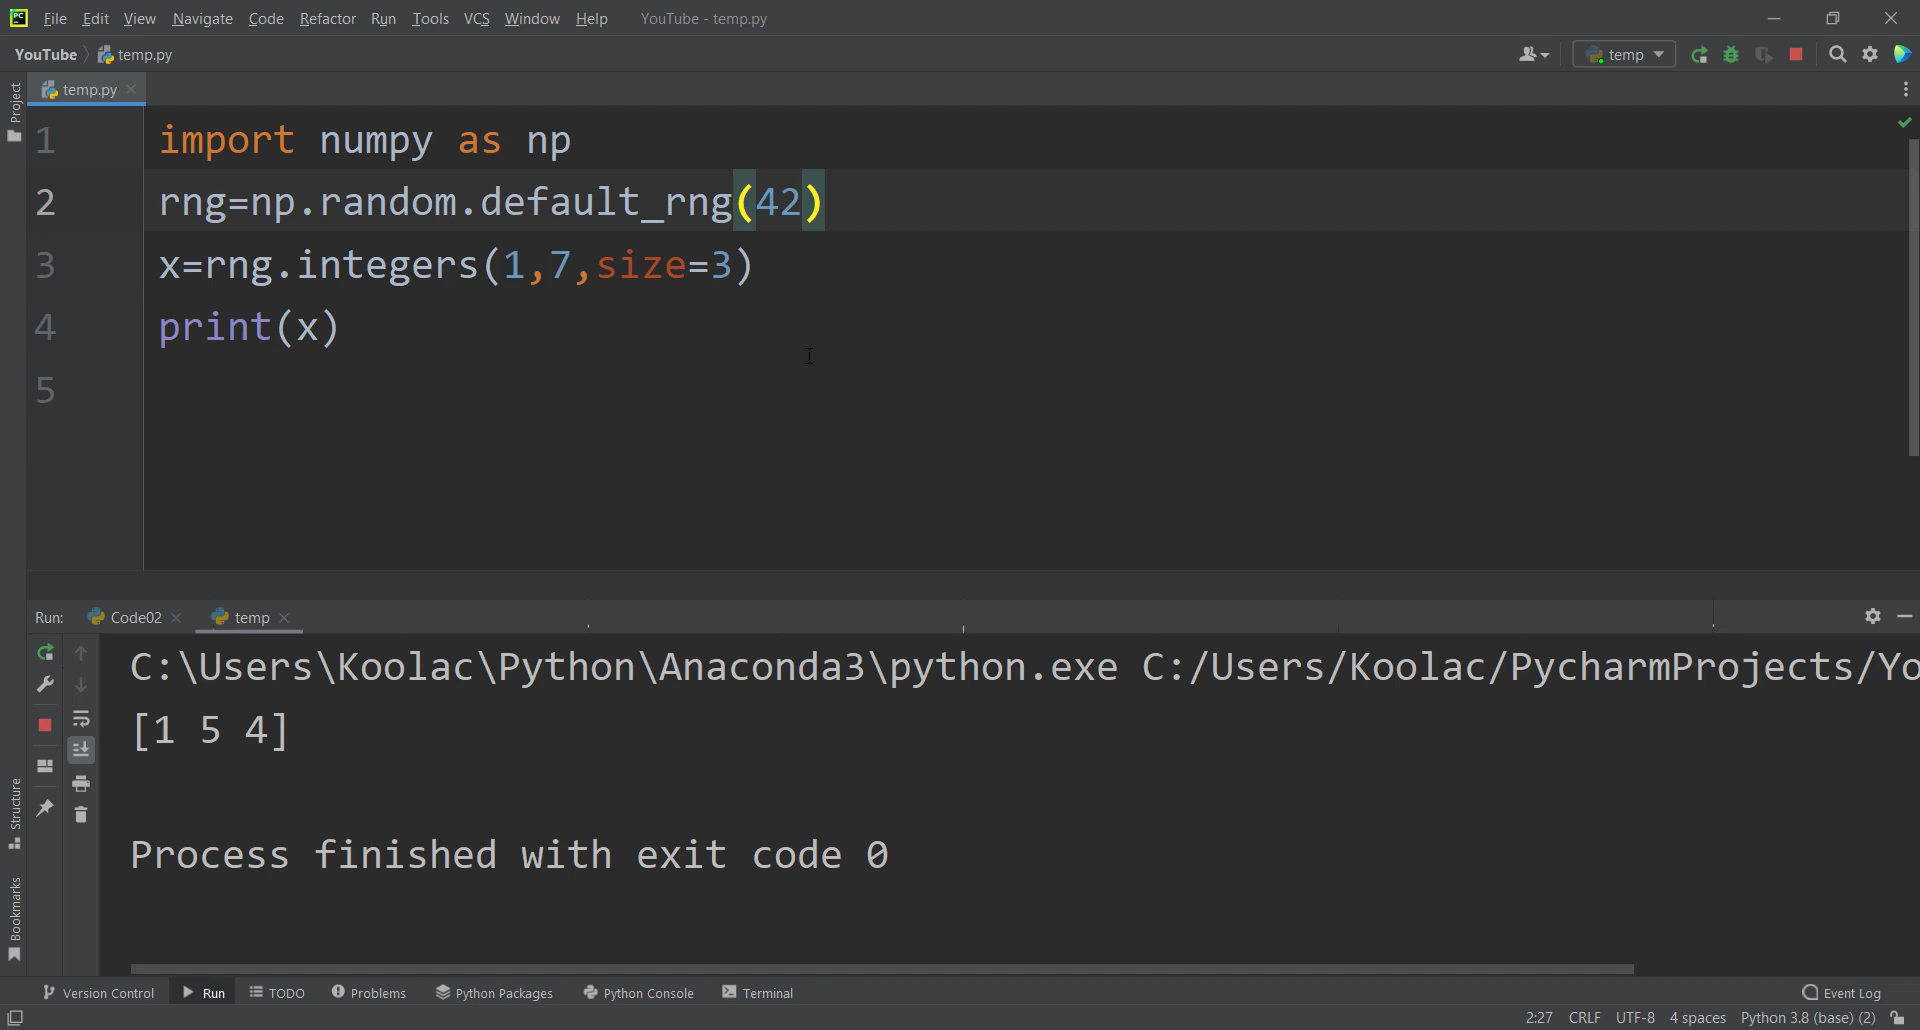 File Edit View Navigate Code Refactor Run Tools VCS Window Help YouTube - temp.py
YouTube temp.py temp
Project
temp.py
1 import numpy as np
2 rng=np.random.default_rng(42)
3 x=rng.integers(1,7,size=3)
4 print(x)
5
Run: Code02 temp
C:\Users\Koolac\Python\Anaconda3\python.exe C:/Users/Koolac/PycharmProjects/Yo
[1 5 4]
Process finished with exit code 0
Structure
Bookmarks
Version Control Run TODO Problems Python Packages Python Console Terminal Event Log
2:27 CRLF UTF-8 4 spaces Python 3.8 (base) (2)